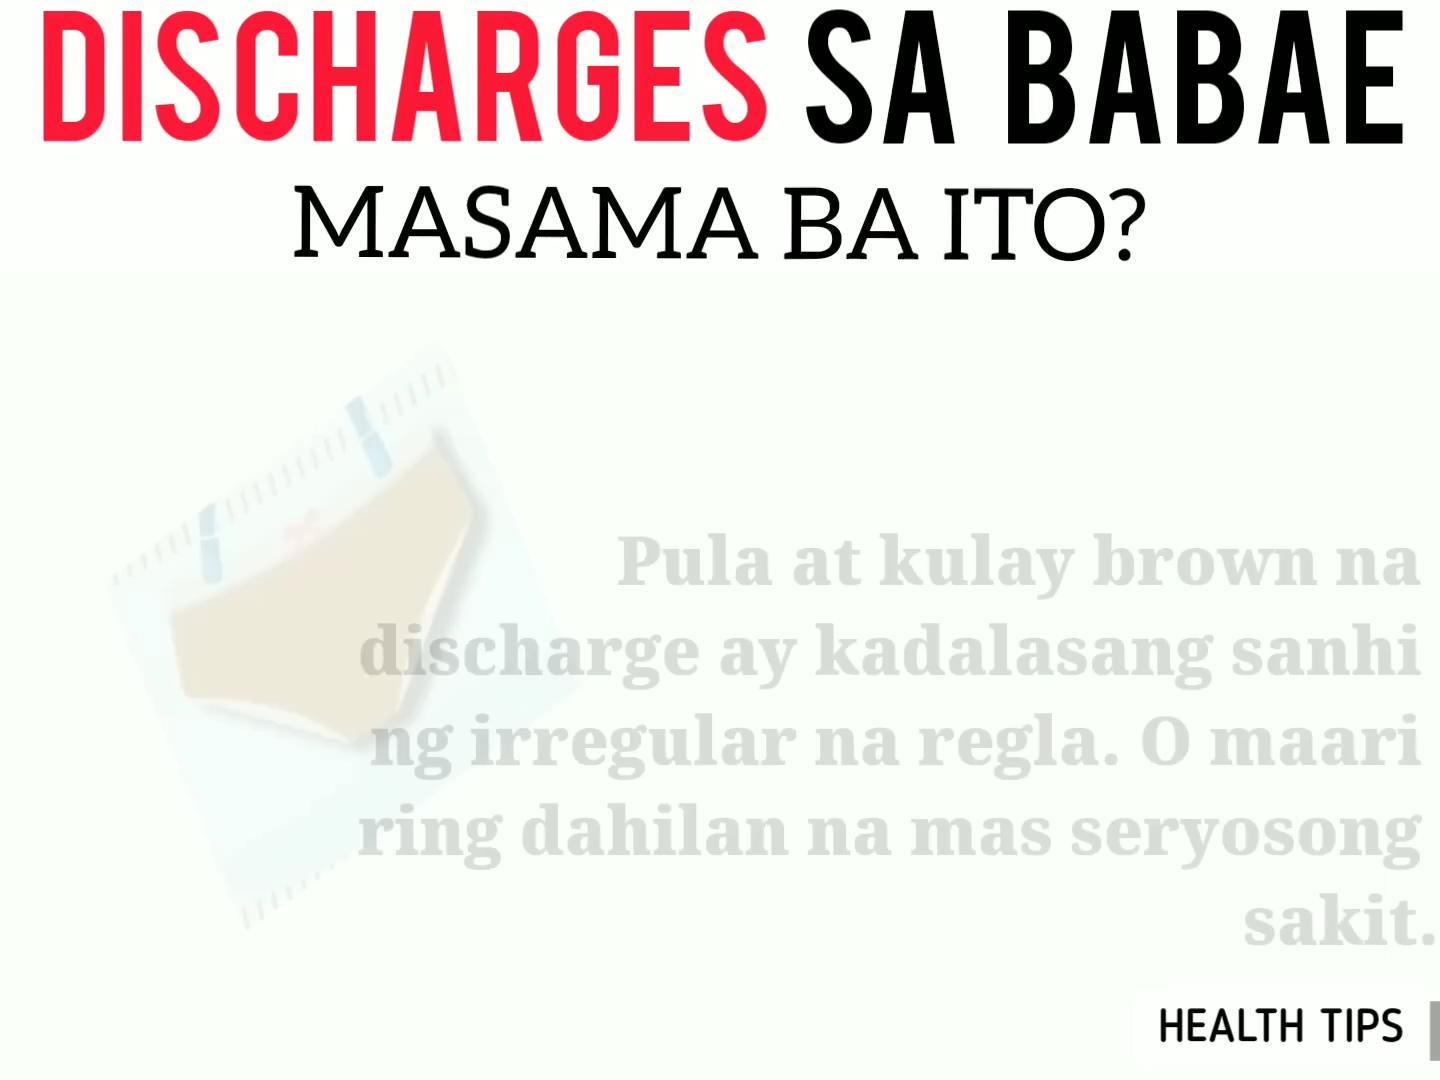 DISCHARGES SA BABAE
MASAMA BA ITO?
Pula at kulay brown na
discharge ay kadalasang sanhi
ng irregular na regla. O maari
ring dahilan na mas seryosong
sakit.
HEALTH TIPS